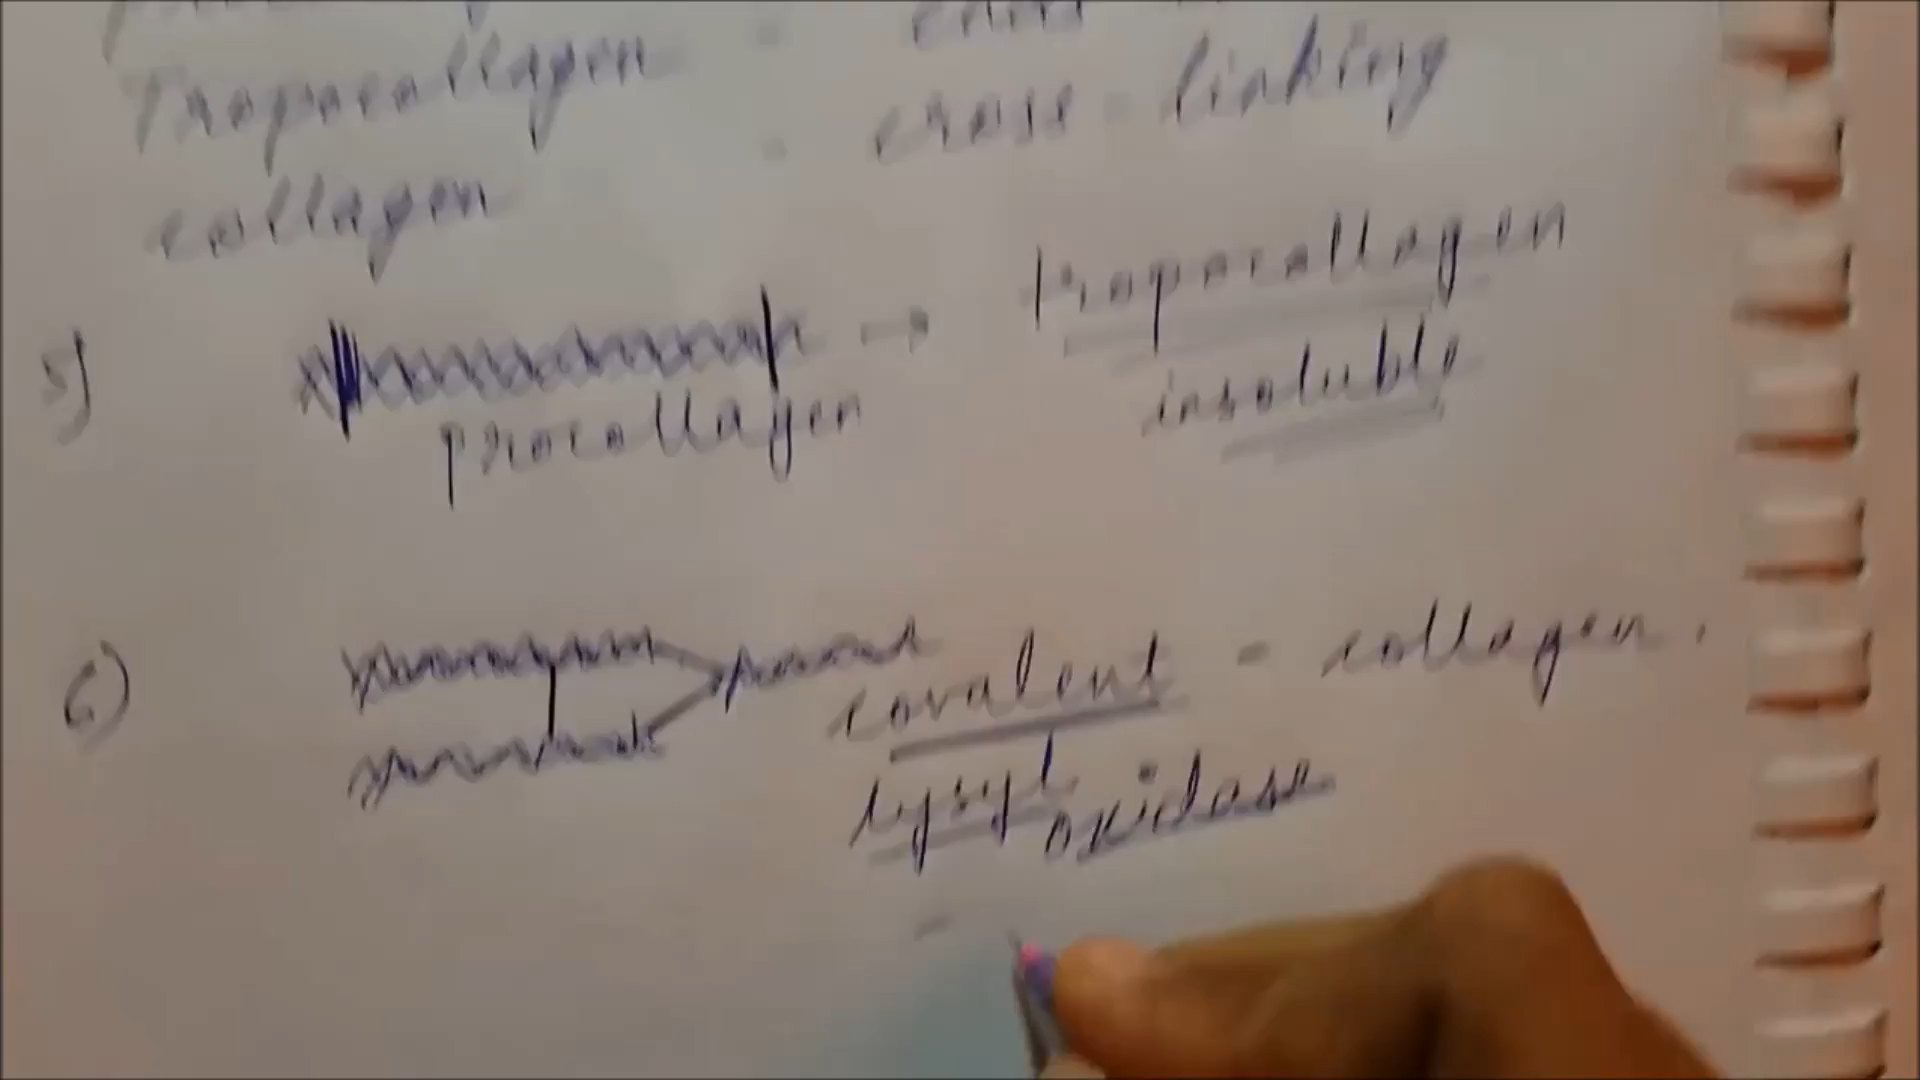 Tropocollagen - cross-linking
collagen
5) → tropocollagen
procollagen insoluble
6) covalent - collagen.
lysyl oxidase
-